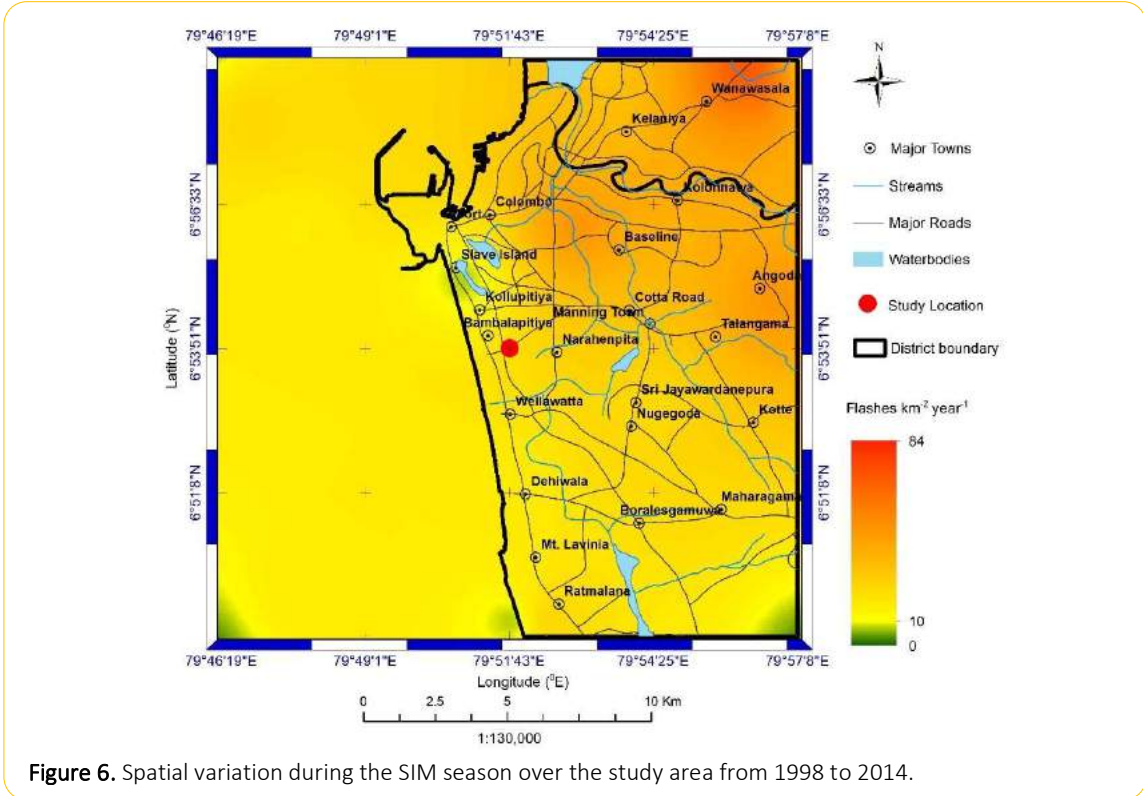 79°46'19"E 79°49'1"E 79°51'43"E 79°54'25"E 79°57'8"E
N
Wanawasala
Kelaniya
Major Towns
Streams
Kolonnawa
6°56'33"N
6°56'33"N
Colombo
Fort
Major Roads
Baseline
Slave Island
Waterbodies
Angoda
Kollupitiya
Cotta Road
Manning Town
Study Location
Bambalapitiya
Talangama
Narahenpita
6°53'51"N
6°53'51"N
District boundary
Latitude (⁰N)
Sri Jayawardanepura
Wellawatta
Nugegoda
Kotte
Flashes km⁻² year⁻¹
84
Dehiwala
Maharagama
6°51'8"N
6°51'8"N
Boralesgamuwa
Mt. Lavinia
Ratmalana
10
0
79°46'19"E 79°49'1"E 79°51'43"E 79°54'25"E 79°57'8"E
Longitude (⁰E)
0 2.5 5 10 Km
1:130,000
Figure 6. Spatial variation during the SIM season over the study area from 1998 to 2014.